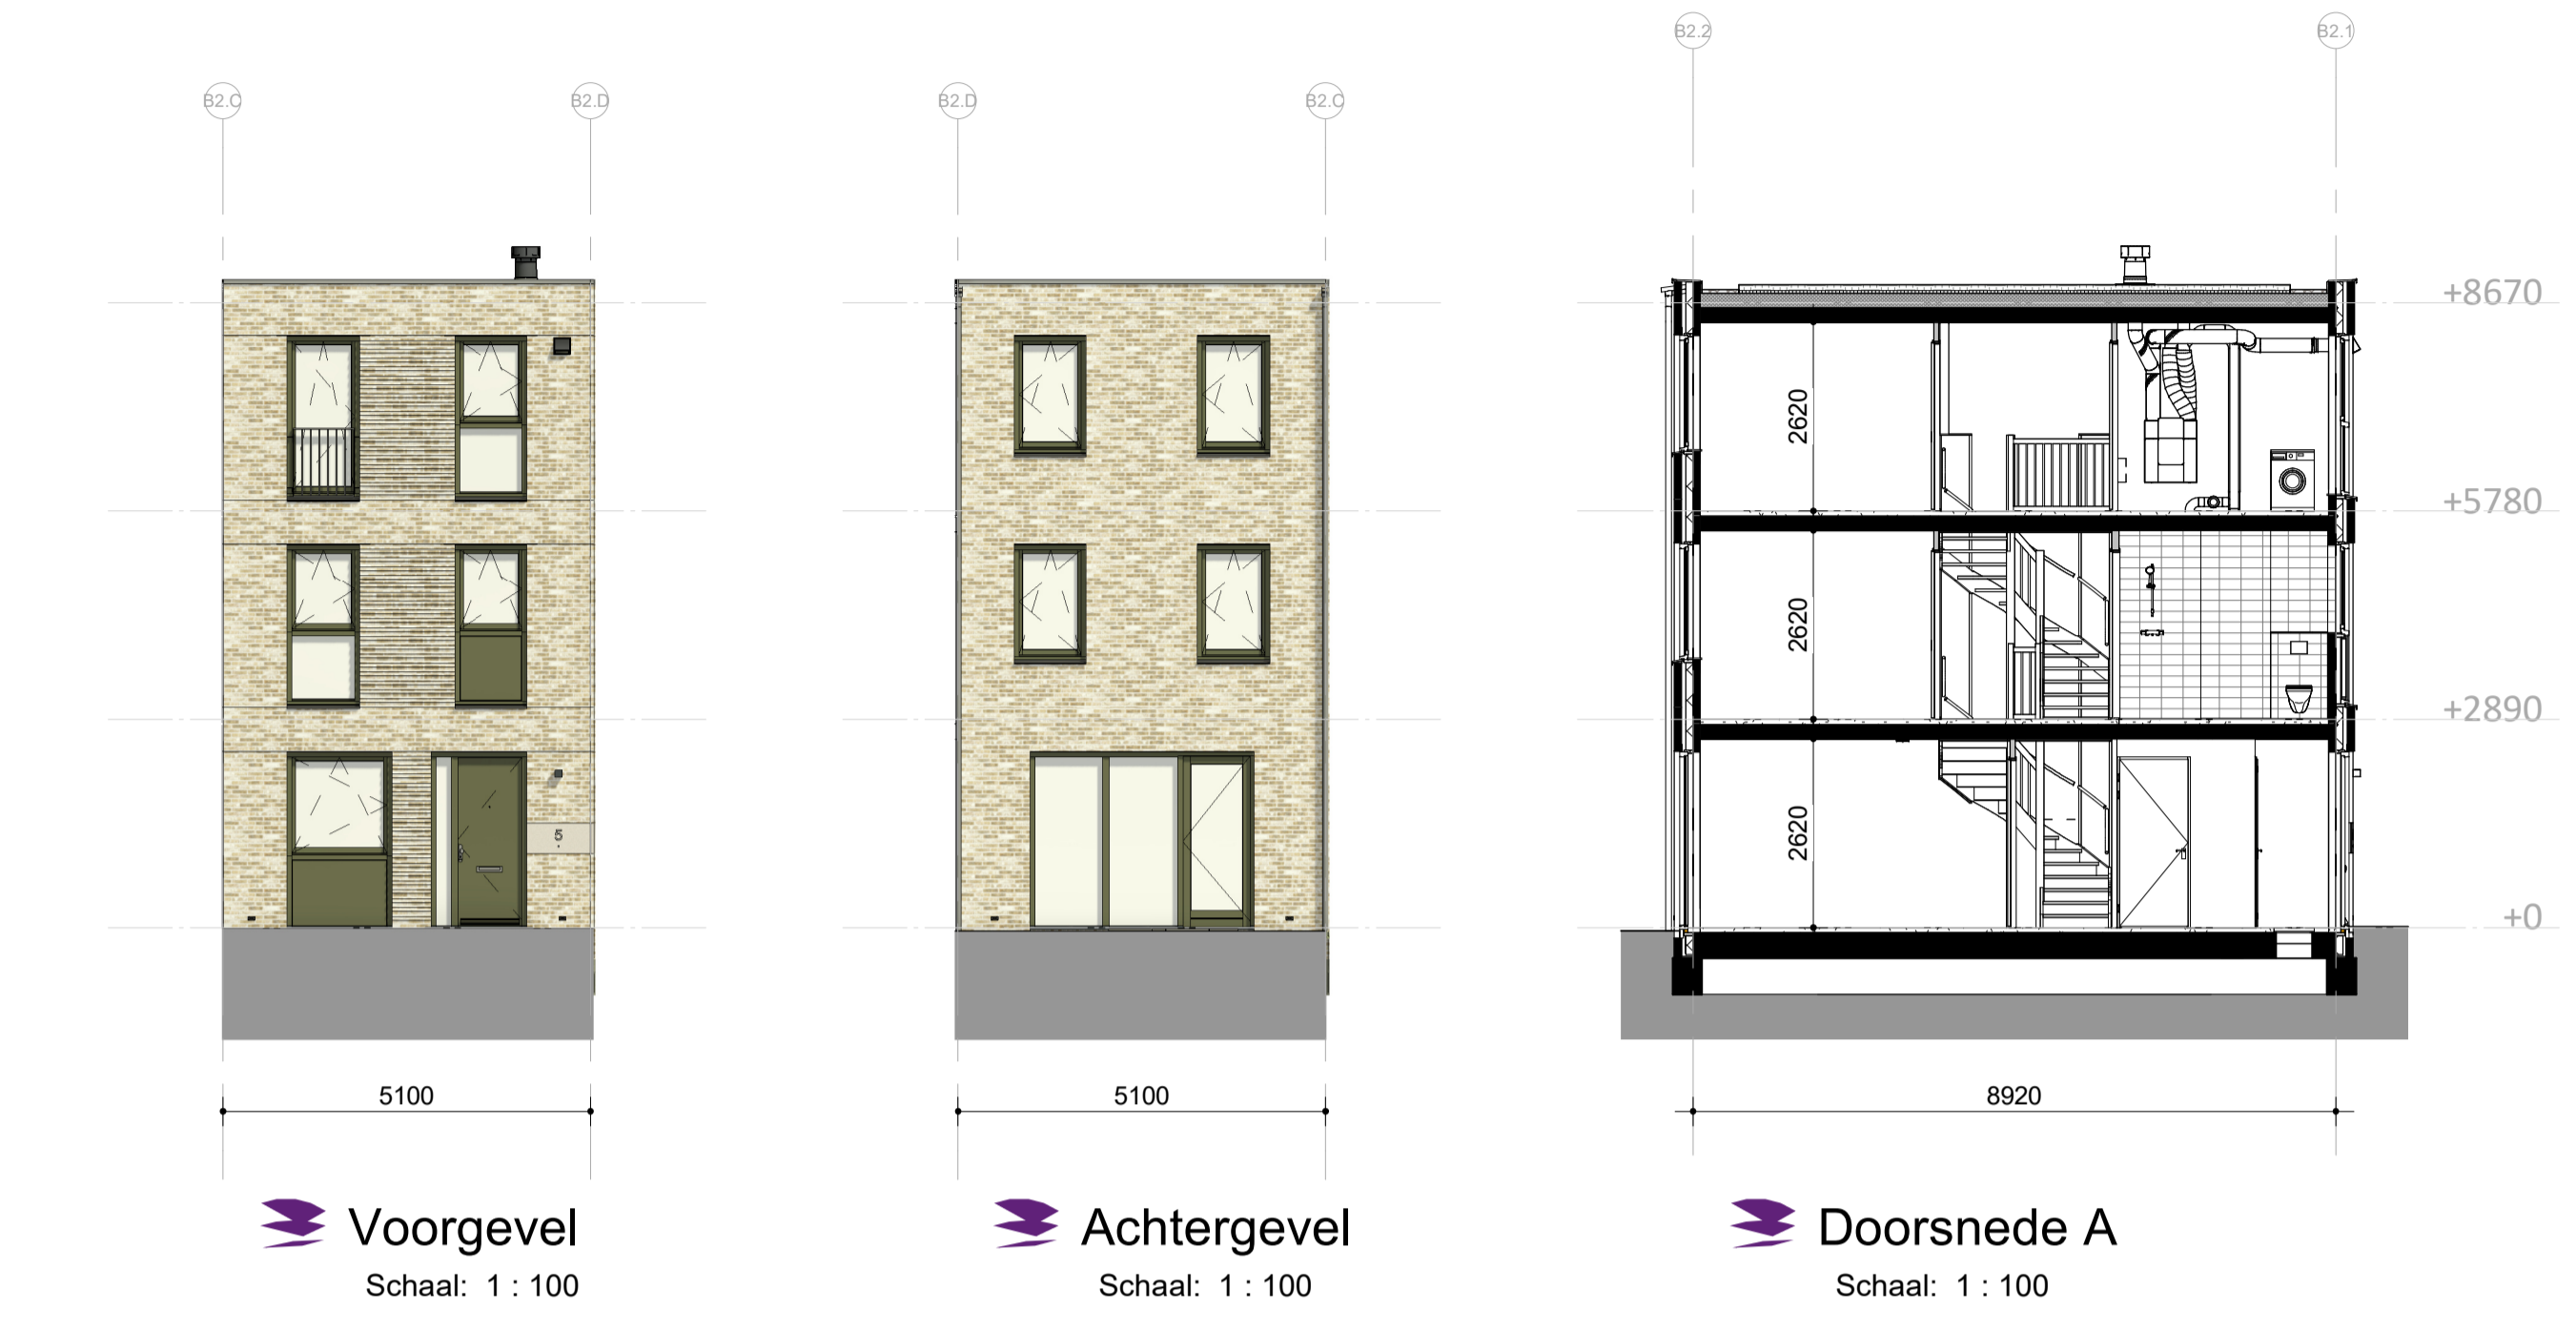 B2.C
B2.D
B2.D
B2.C
B2.2
B2.1
+8670
2620
+5780
2620
+2890
5
2620
+0
5100
5100
8920
Voorgevel
Schaal: 1 : 100
Achtergevel
Schaal: 1 : 100
Doorsnede A
Schaal: 1 : 100